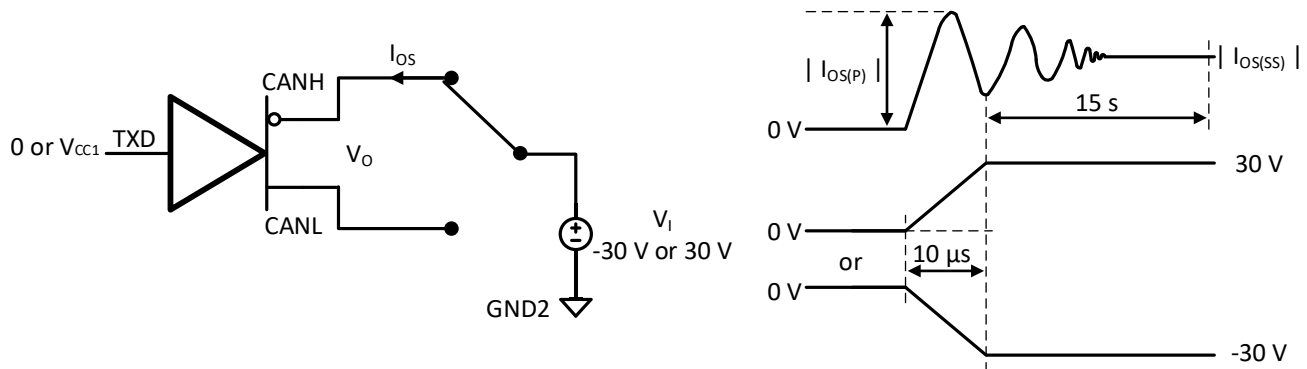 I_OS
CANH
0 or V_CC1
TXD
V_O
CANL
V_I
-30 V or 30 V
GND2
| I_OS(P) |
| I_OS(SS) |
15 s
0 V
30 V
0 V
10 µs
or
0 V
-30 V